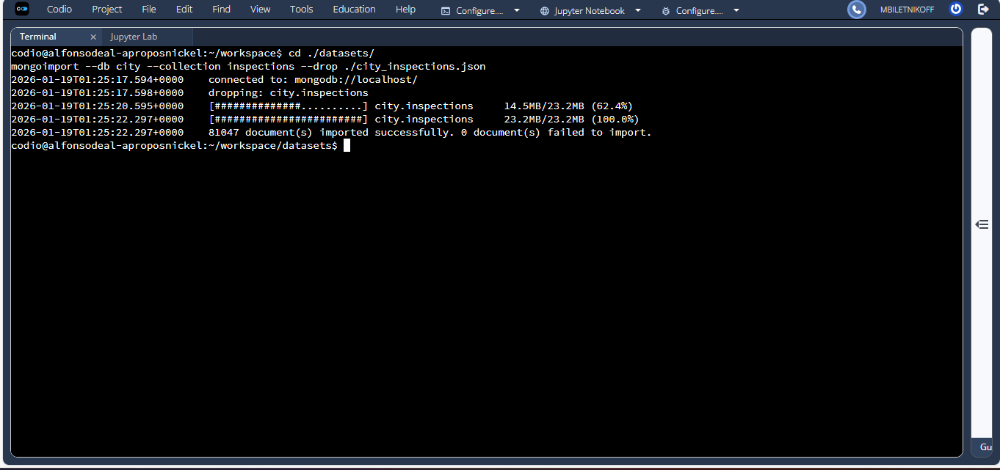 Codio Project File Edit Find View Tools Education Help Configure.... Jupyter Notebook Configure.... MBILETNIKOFF
Terminal × Jupyter Lab
codio@alfonsodeal-aproposnickel:~/workspace$ cd ./datasets/
mongoimport --db city --collection inspections --drop ./city_inspections.json
2026-01-19T01:25:17.594+0000    connected to: mongodb://localhost/
2026-01-19T01:25:17.598+0000    dropping: city.inspections
2026-01-19T01:25:20.595+0000    [##############..........] city.inspections     14.5MB/23.2MB (62.4%)
2026-01-19T01:25:22.297+0000    [########################] city.inspections     23.2MB/23.2MB (100.0%)
2026-01-19T01:25:22.297+0000    81047 document(s) imported successfully. 0 document(s) failed to import.
codio@alfonsodeal-aproposnickel:~/workspace/datasets$
Gu